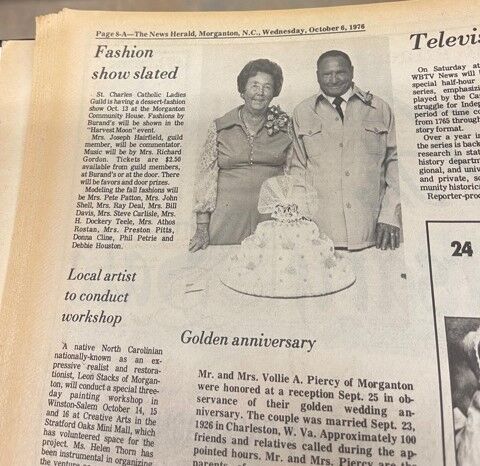 Page 8-A—The News Herald, Morganton, N.C., Wednesday, October 6, 1976
Fashion
show slated
St. Charles Catholic Ladies
Guild is having a dessert-fashion
show Oct. 13 at the Morganton
Community House. Fashions by
Burand's will be shown in the
"Harvest Moon" event.
Mrs. Joseph Hairfield, guild
member, will be commentator.
Music will be by Mrs. Richard
Gordon. Tickets are $2.50
available from guild members,
at Burand's or at the door. There
will be favors and door prizes.
Modeling the fall fashions will
be Mrs. Pete Patton, Mrs. John
Shell, Mrs. Ray Deal, Mrs. Bill
Davis, Mrs. Steve Carlisle, Mrs.
H. Dockery Teele, Mrs. Athos
Rostan, Mrs. Preston Pitts,
Donna Cline, Phil Petrie and
Debbie Houston.
Local artist
to conduct
workshop
A native North Carolinian
nationally-known as an ex-
pressive realist and restora-
tionist, Leon Stacks of Morgan-
ton, will conduct a special three-
day painting workshop in
Winston-Salem October 14, 15
and 16 at Creative Arts in the
Stratford Oaks Mini Mall, which
has volunteered space for the
project. Ms. Helen Thorn has
been instrumental in organizing
the venture
Golden anniversary
Mr. and Mrs. Vollie A. Piercy of Morganton
were honored at a reception Sept. 25 in ob-
servance of their golden wedding an-
niversary. The couple was married Sept. 23,
1926 in Charleston, W. Va. Approximately 100
friends and relatives called during the ap-
pointed hours. Mr. and Mrs. Piercy are
parents of
Televis
On Saturday at
WBTV News will
special half-hour
series, emphasizin
played by the Ca
struggle for Indep
period of time c
from 1765 through
story format.
Over a year i
the series is back
research in stat
history departm
gional, and univ
and private, so
munity historic
Reporter-pro
24